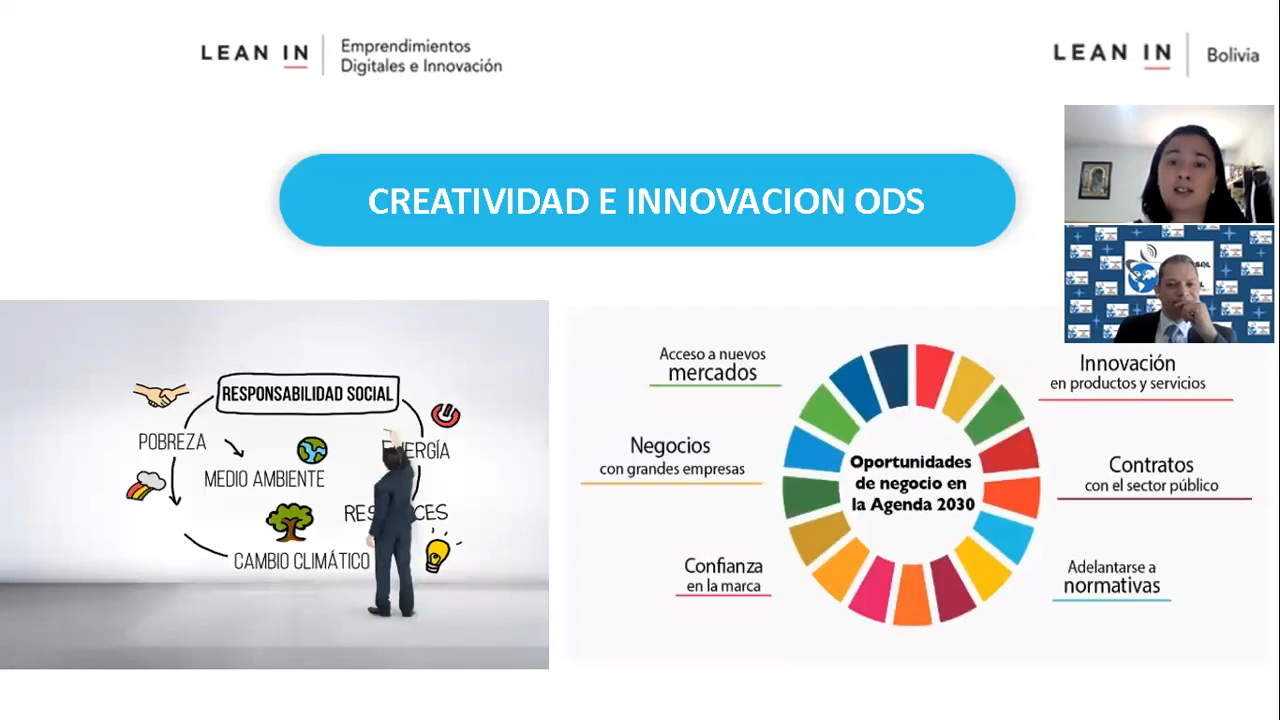 LEAN IN
Emprendimientos
Digitales e Innovación
LEAN IN
Bolivia
CREATIVIDAD E INNOVACION ODS
RESPONSABILIDAD SOCIAL
POBREZA
MEDIO AMBIENTE
CAMBIO CLIMÁTICO
Acceso a nuevos
mercados
Negocios
con grandes empresas
Confianza
en la marca
Oportunidades
de negocio en
la Agenda 2030
Innovación
en productos y servicios
Contratos
con el sector público
Adelantarse a
normativas